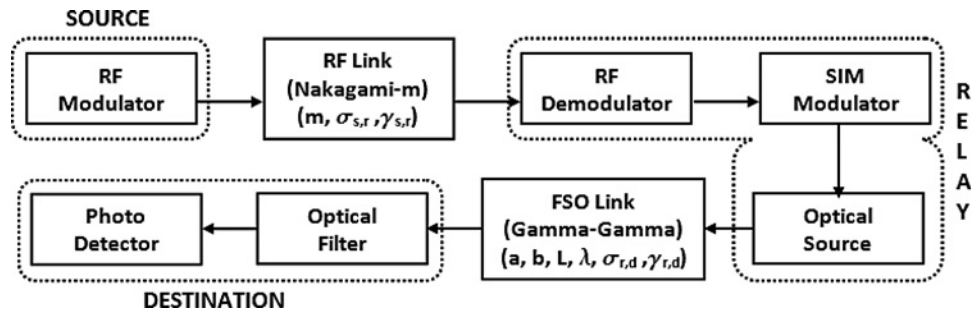 SOURCE
RF
Modulator
RF Link
(Nakagami-m)
(m, σs,r ,γs,r)
RF
Demodulator
SIM
Modulator
RELAY
Photo
Detector
Optical
Filter
FSO Link
(Gamma-Gamma)
(a, b, L, λ, σr,d ,γr,d)
Optical
Source
DESTINATION